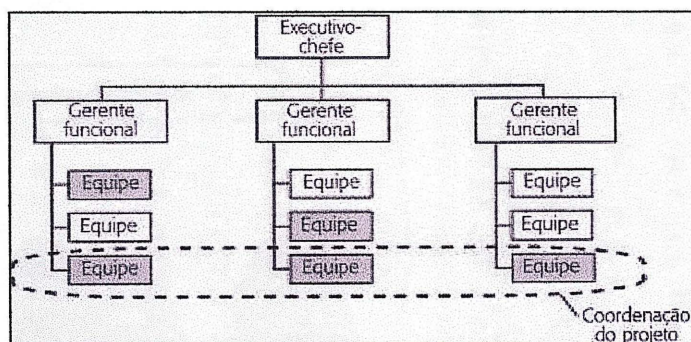 Executivo-
chefe
Gerente
funcional
Gerente
funcional
Gerente
funcional
Equipe
Equipe
Equipe
Equipe
Equipe
Equipe
Equipe
Equipe
Equipe
Coordenação
do projeto